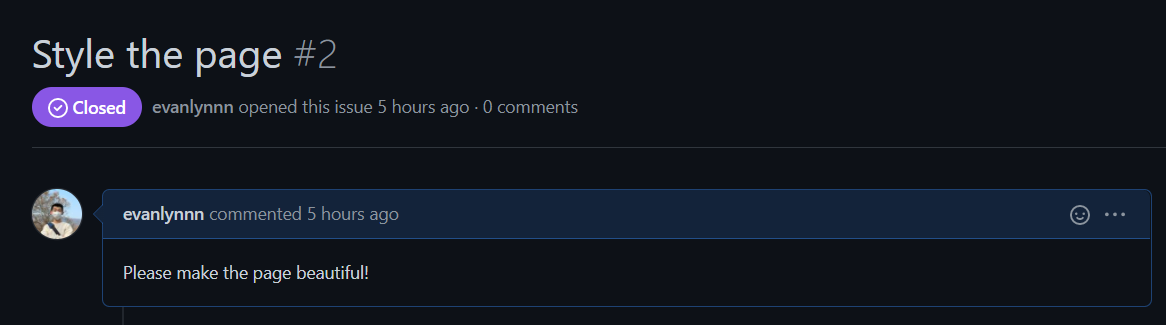 Style the page #2
Closed evanlynnn opened this issue 5 hours ago · 0 comments
evanlynnn commented 5 hours ago
Please make the page beautiful!